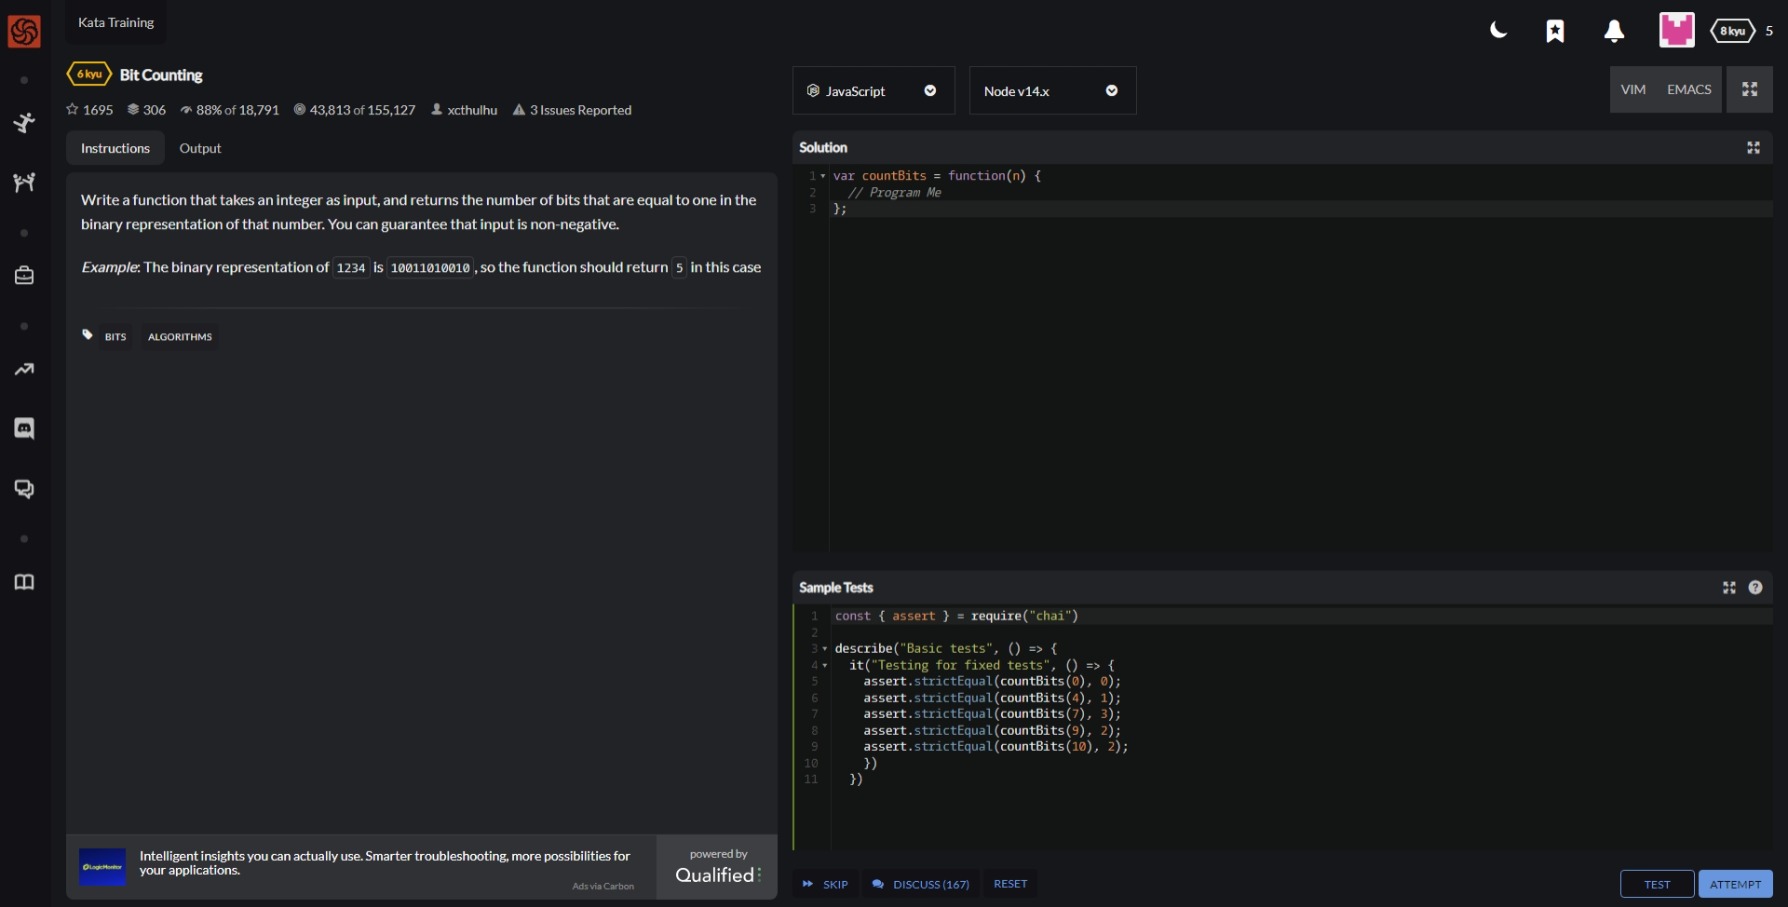 Kata Training
8 kyu
5
6 kyu
Bit Counting
1695 306 88% of 18,791 43,813 of 155,127 xcthulhu 3 Issues Reported
Instructions
Output
Write a function that takes an integer as input, and returns the number of bits that are equal to one in the
binary representation of that number. You can guarantee that input is non-negative.
Example: The binary representation of 1234 is 10011010010, so the function should return 5 in this case
BITS
ALGORITHMS
LogicMonitor
Intelligent insights you can actually use. Smarter troubleshooting, more possibilities for
your applications.
Ads via Carbon
powered by
Qualified
JavaScript
Node v14.x
VIM
EMACS
Solution
1 var countBits = function(n) {
2 // Program Me
3 };
Sample Tests
1 const { assert } = require("chai")
2
3 describe("Basic tests", () => {
4 it("Testing for fixed tests", () => {
5 assert.strictEqual(countBits(0), 0);
6 assert.strictEqual(countBits(4), 1);
7 assert.strictEqual(countBits(7), 3);
8 assert.strictEqual(countBits(9), 2);
9 assert.strictEqual(countBits(10), 2);
10 })
11 })
SKIP
DISCUSS (167)
RESET
TEST
ATTEMPT